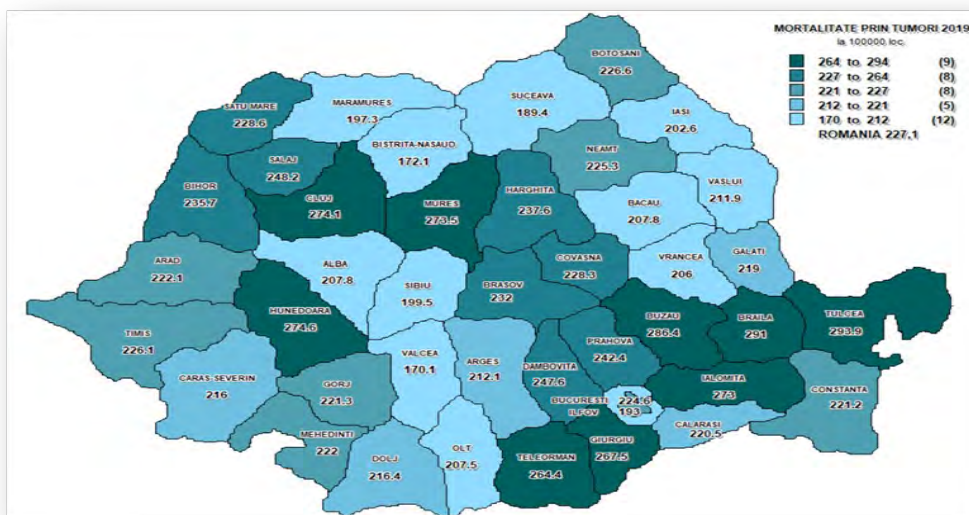 MORTALITATE PRIN TUMORI 2019
la 100000 loc.
264 to 294 (9)
227 to 264 (8)
221 to 227 (8)
212 to 221 (5)
170 to 212 (12)
ROMANIA 227,1
BOTOSANI
226.6
SATU MARE
228.6
MARAMURES
197.3
SUCEAVA
189.4
IASI
202.6
BISTRITA-NASAUD
172.1
SALAJ
248.2
NEAMT
225.3
BIHOR
235.7
CLUJ
274.1
MURES
273.5
HARGHITA
237.6
BACAU
207.8
VASLUI
211.9
ARAD
222.1
ALBA
207.8
SIBIU
199.5
COVASNA
228.3
VRANCEA
206
GALATI
219
HUNEDOARA
274.6
BRASOV
232
TIMIS
226.1
BUZAU
286.4
BRAILA
291
TULCEA
293.9
CARAS-SEVERIN
216
GORJ
221.3
VALCEA
170.1
ARGES
212.1
DAMBOVITA
247.6
PRAHOVA
242.4
IALOMITA
273
CONSTANTA
221.2
BUCURESTI
224.6
ILFOV
193
CALARASI
220.5
MEHEDINTI
222
DOLJ
216.4
OLT
207.5
TELEORMAN
264.4
GIURGIU
267.5